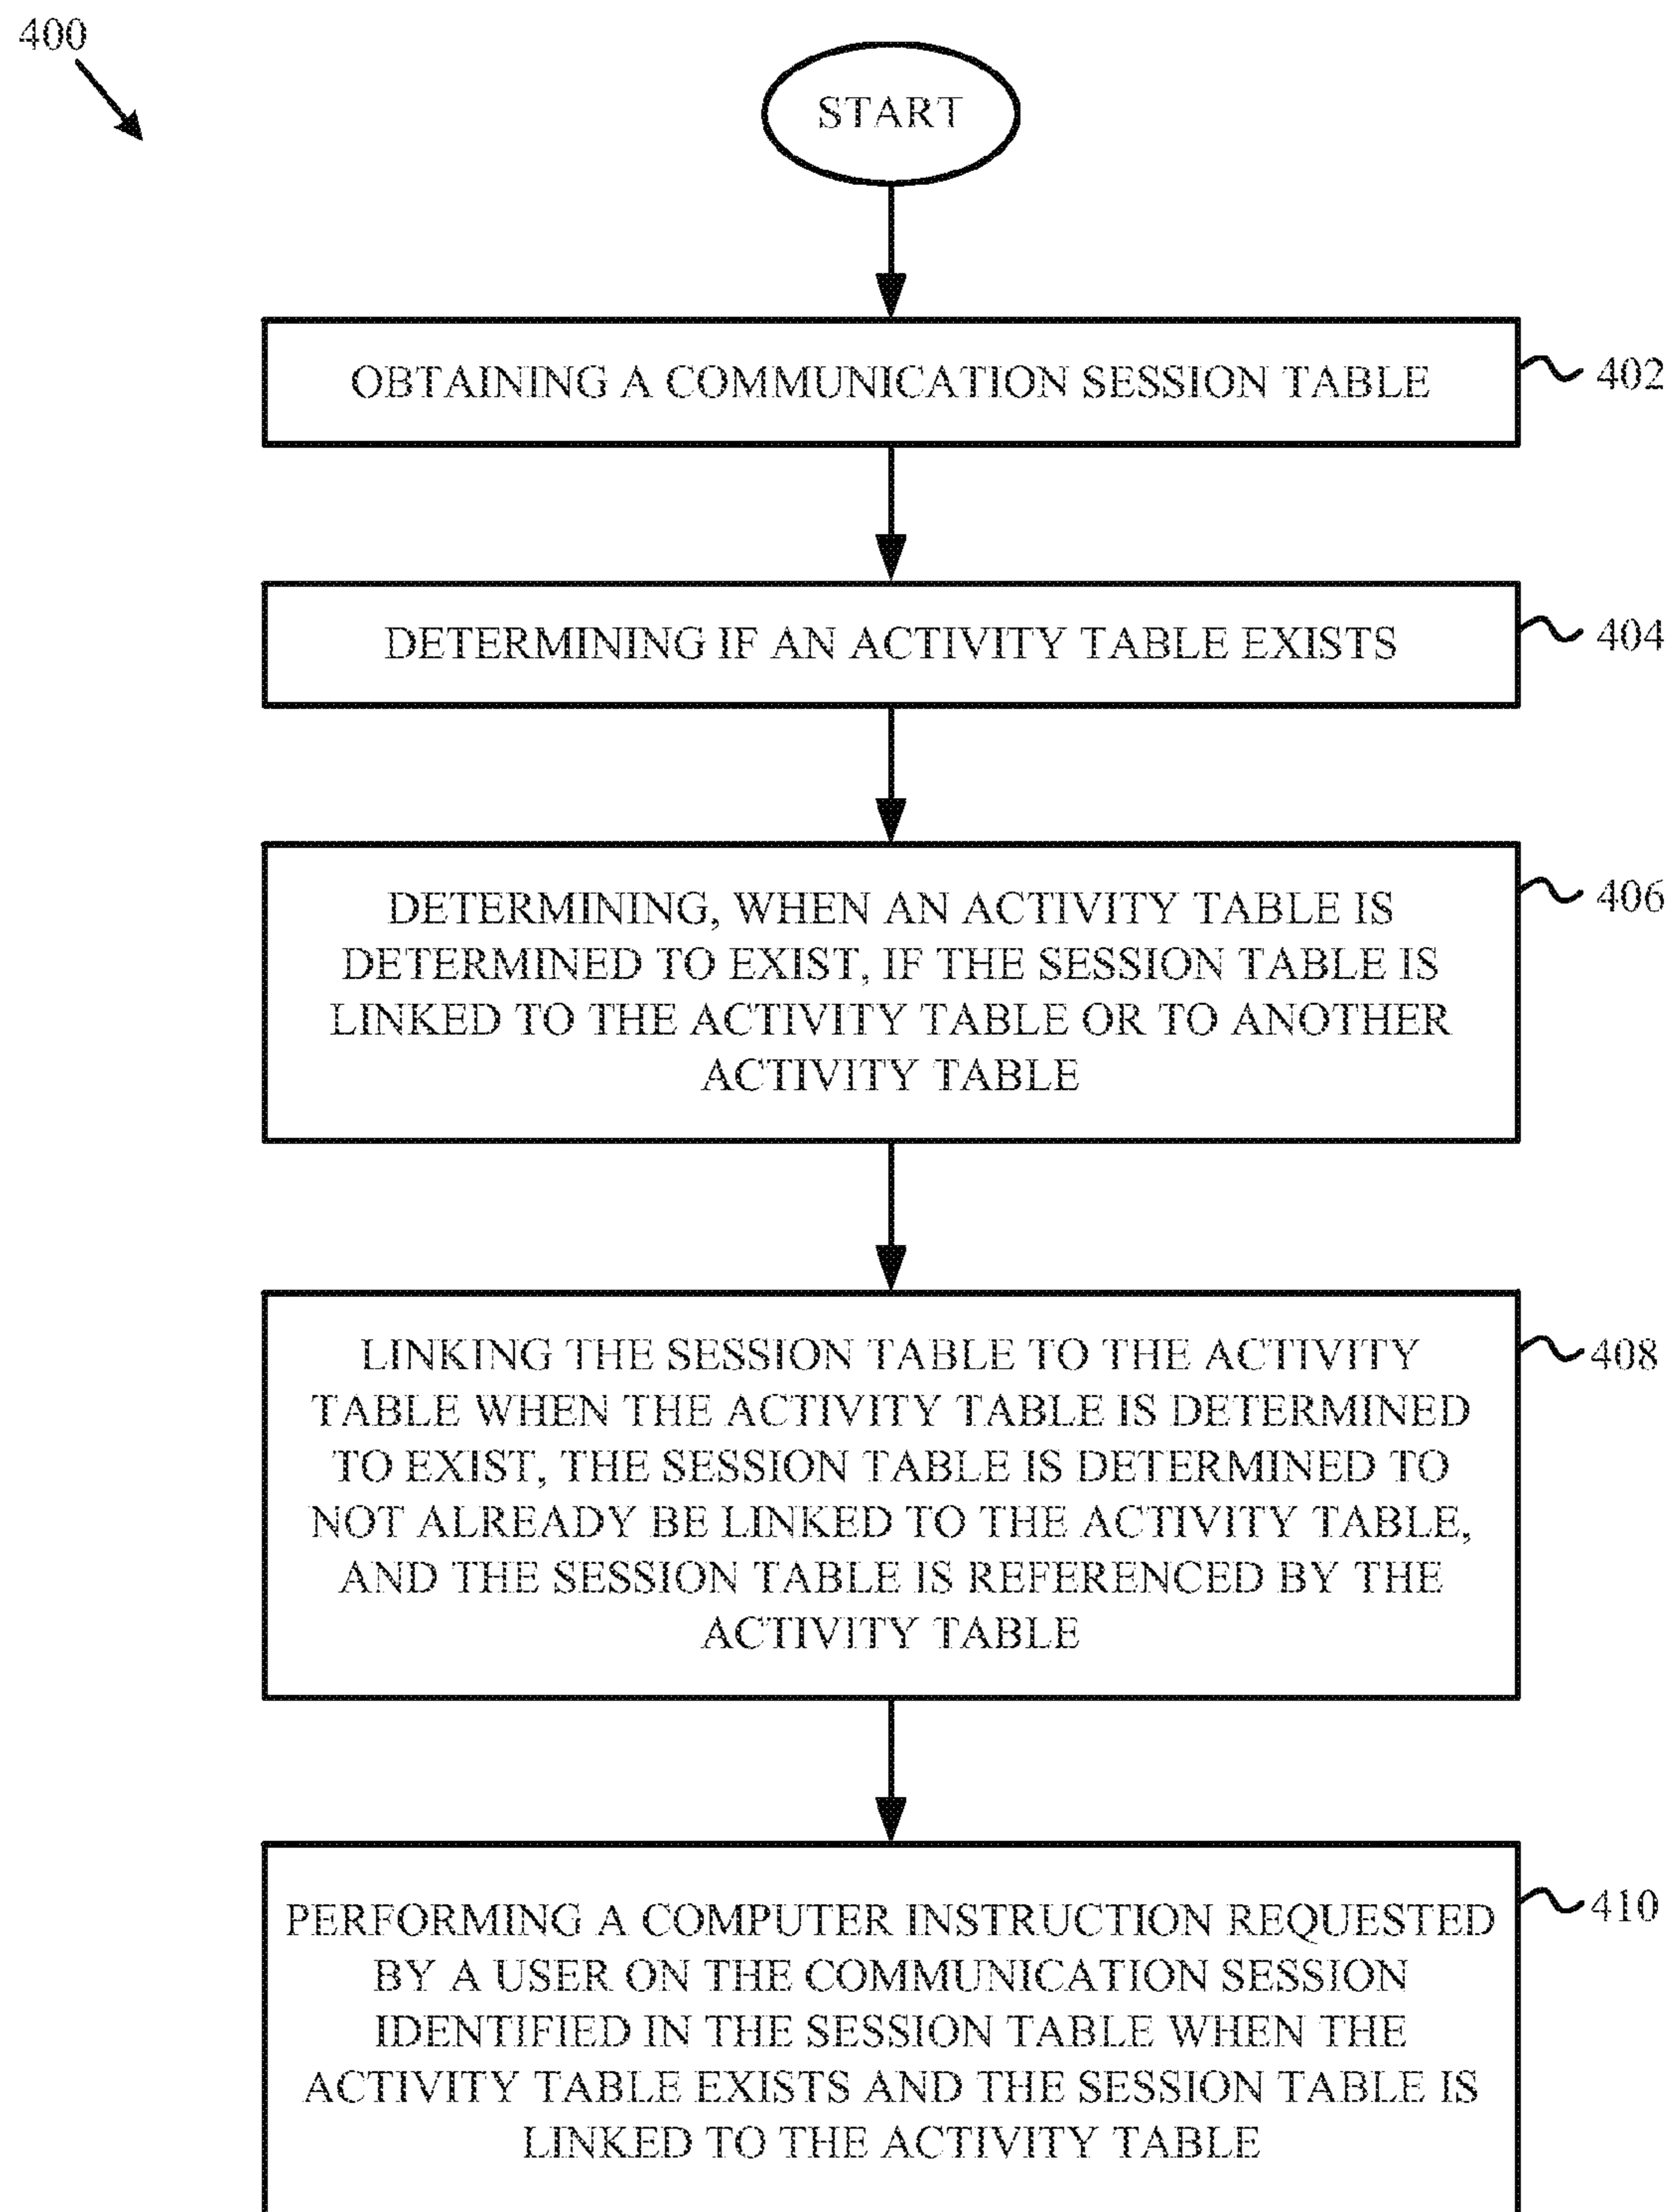 400
START
OBTAINING A COMMUNICATION SESSION TABLE
402
DETERMINING IF AN ACTIVITY TABLE EXISTS
404
DETERMINING, WHEN AN ACTIVITY TABLE IS
DETERMINED TO EXIST, IF THE SESSION TABLE IS
LINKED TO THE ACTIVITY TABLE OR TO ANOTHER
ACTIVITY TABLE
406
LINKING THE SESSION TABLE TO THE ACTIVITY
TABLE WHEN THE ACTIVITY TABLE IS DETERMINED
TO EXIST, THE SESSION TABLE IS DETERMINED TO
NOT ALREADY BE LINKED TO THE ACTIVITY TABLE,
AND THE SESSION TABLE IS REFERENCED BY THE
ACTIVITY TABLE
408
PERFORMING A COMPUTER INSTRUCTION REQUESTED
BY A USER ON THE COMMUNICATION SESSION
IDENTIFIED IN THE SESSION TABLE WHEN THE
ACTIVITY TABLE EXISTS AND THE SESSION TABLE IS
LINKED TO THE ACTIVITY TABLE
410